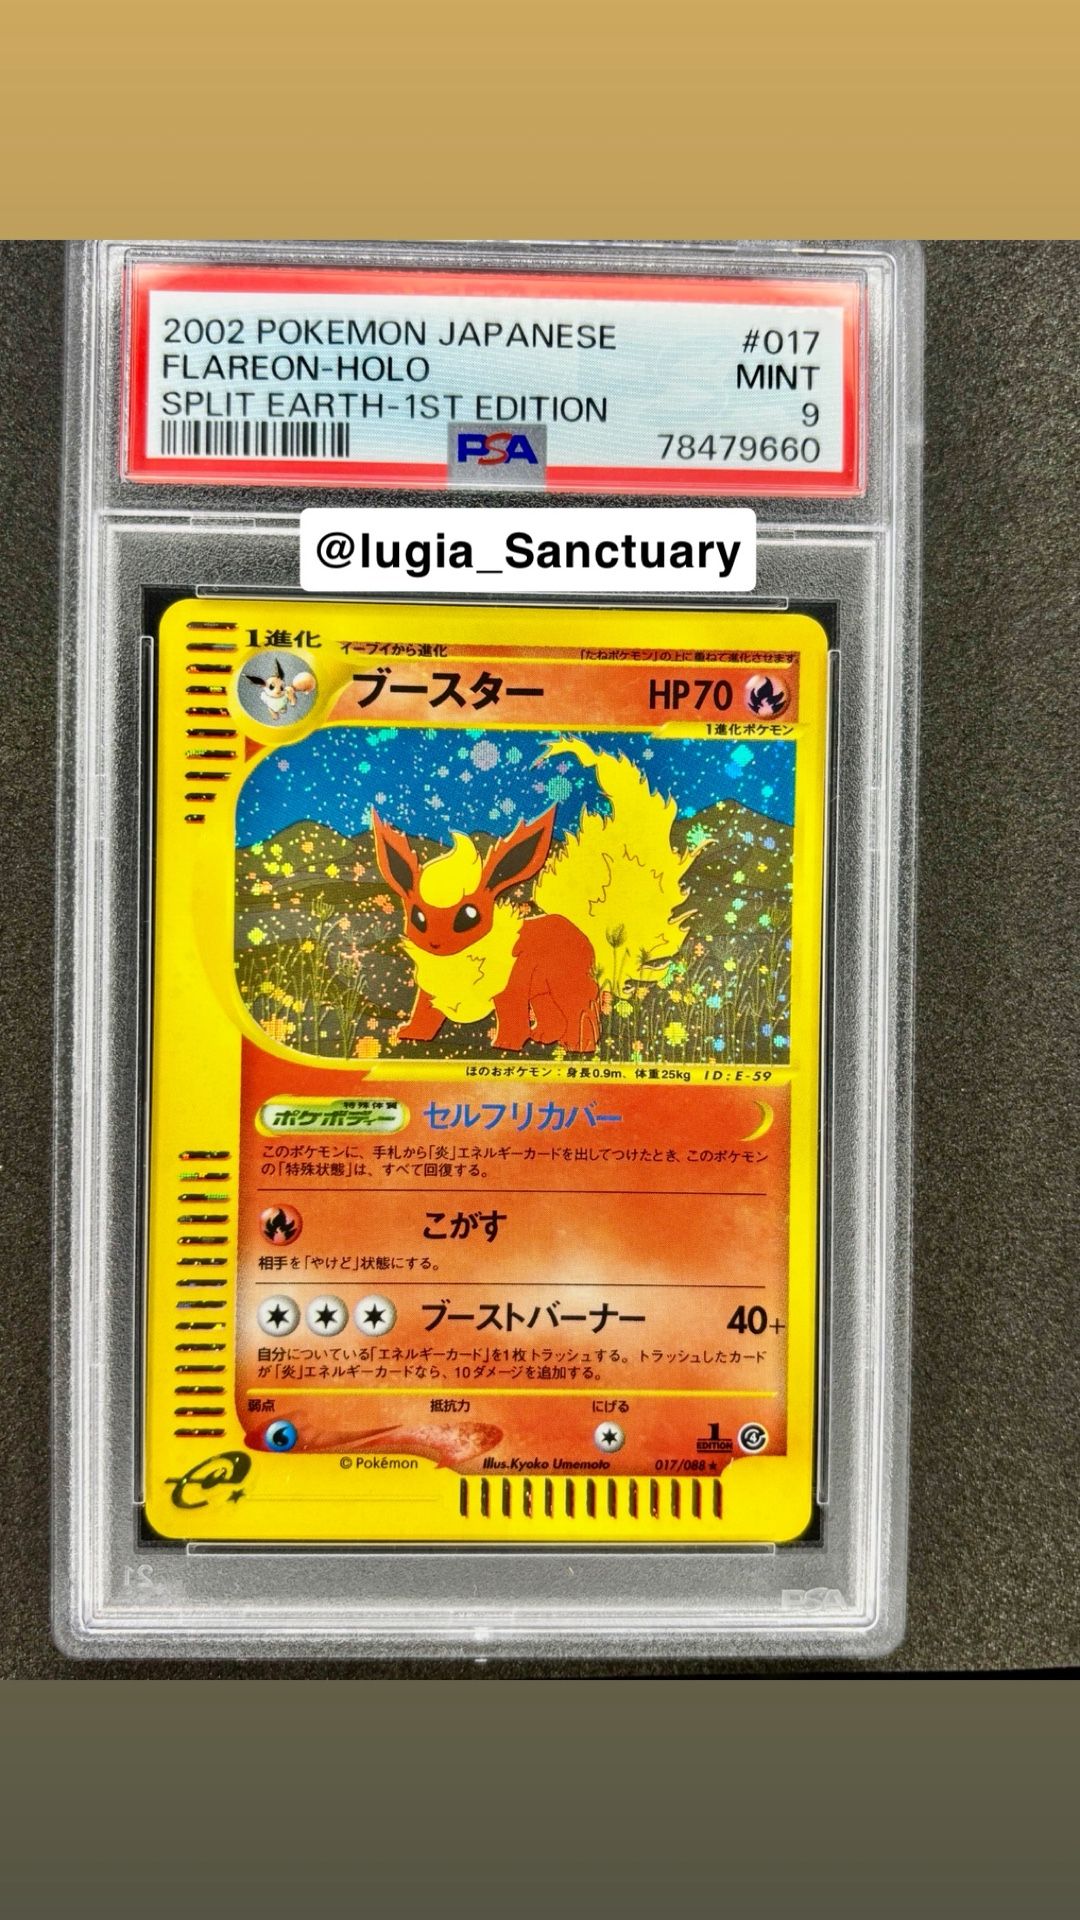 2002 POKEMON JAPANESE #017
FLAREON-HOLO MINT
SPLIT EARTH-1ST EDITION 9
PSA 78479660
@lugia_Sanctuary
1進化 イーブイから進化 「たねポケモン」の上に重ねて進化させます。
ブースター HP70
1進化ポケモン
ほのおポケモン：身長0.9m、体重25kg ID:E-59
特殊体質
ポケボディー セルフリカバー
このポケモンに、手札から「炎」エネルギーカードを出してつけたとき、このポケモン
の「特殊状態」は、すべて回復する。
こがす
相手を「やけど」状態にする。
ブーストバーナー 40+
自分についている「エネルギーカード」を1枚トラッシュする。トラッシュしたカード
が「炎」エネルギーカードなら、10ダメージを追加する。
弱点 抵抗力 にげる
1 EDITION
©Pokémon Illus.Kyoko Umemoto 017/088★
e
PSA